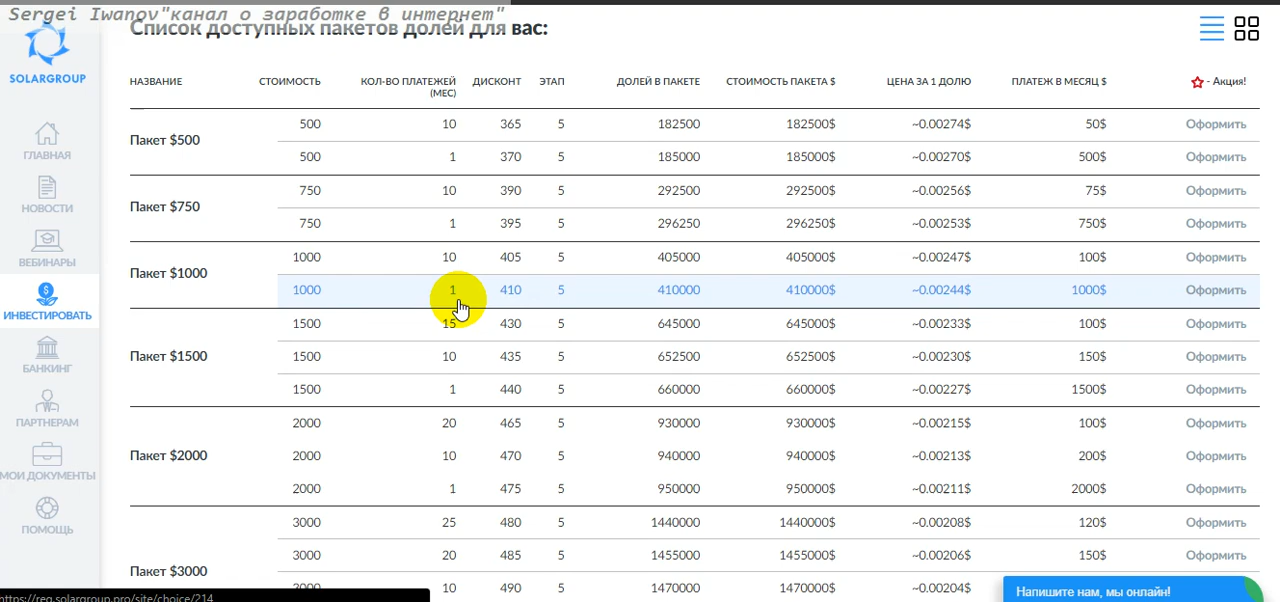 Sergei Iwanov"канал о заработке в интернет"
Список доступных пакетов долей для вас:
SOLARGROUP
ГЛАВНАЯ
НОВОСТИ
ВЕБИНАРЫ
ИНВЕСТИРОВАТЬ
БАНКИНГ
ПАРТНЕРАМ
МОИ ДОКУМЕНТЫ
ПОМОЩЬ
НАЗВАНИЕ СТОИМОСТЬ КОЛ-ВО ПЛАТЕЖЕЙ (МЕС) ДИСКОНТ ЭТАП ДОЛЕЙ В ПАКЕТЕ СТОИМОСТЬ ПАКЕТА $ ЦЕНА ЗА 1 ДОЛЮ ПЛАТЕЖ В МЕСЯЦ $ - Акция!
Пакет $500
500 10 365 5 182500 182500$ ~0.00274$ 50$ Оформить
500 1 370 5 185000 185000$ ~0.00270$ 500$ Оформить
Пакет $750
750 10 390 5 292500 292500$ ~0.00256$ 75$ Оформить
750 1 395 5 296250 296250$ ~0.00253$ 750$ Оформить
Пакет $1000
1000 10 405 5 405000 405000$ ~0.00247$ 100$ Оформить
1000 1 410 5 410000 410000$ ~0.00244$ 1000$ Оформить
Пакет $1500
1500 15 430 5 645000 645000$ ~0.00233$ 100$ Оформить
1500 10 435 5 652500 652500$ ~0.00230$ 150$ Оформить
1500 1 440 5 660000 660000$ ~0.00227$ 1500$ Оформить
Пакет $2000
2000 20 465 5 930000 930000$ ~0.00215$ 100$ Оформить
2000 10 470 5 940000 940000$ ~0.00213$ 200$ Оформить
2000 1 475 5 950000 950000$ ~0.00211$ 2000$ Оформить
Пакет $3000
3000 25 480 5 1440000 1440000$ ~0.00208$ 120$ Оформить
3000 20 485 5 1455000 1455000$ ~0.00206$ 150$ Оформить
3000 10 490 5 1470000 1470000$ ~0.00204$
Напишите нам, мы онлайн!
https://reg.solargroup.pro/site/choice/214